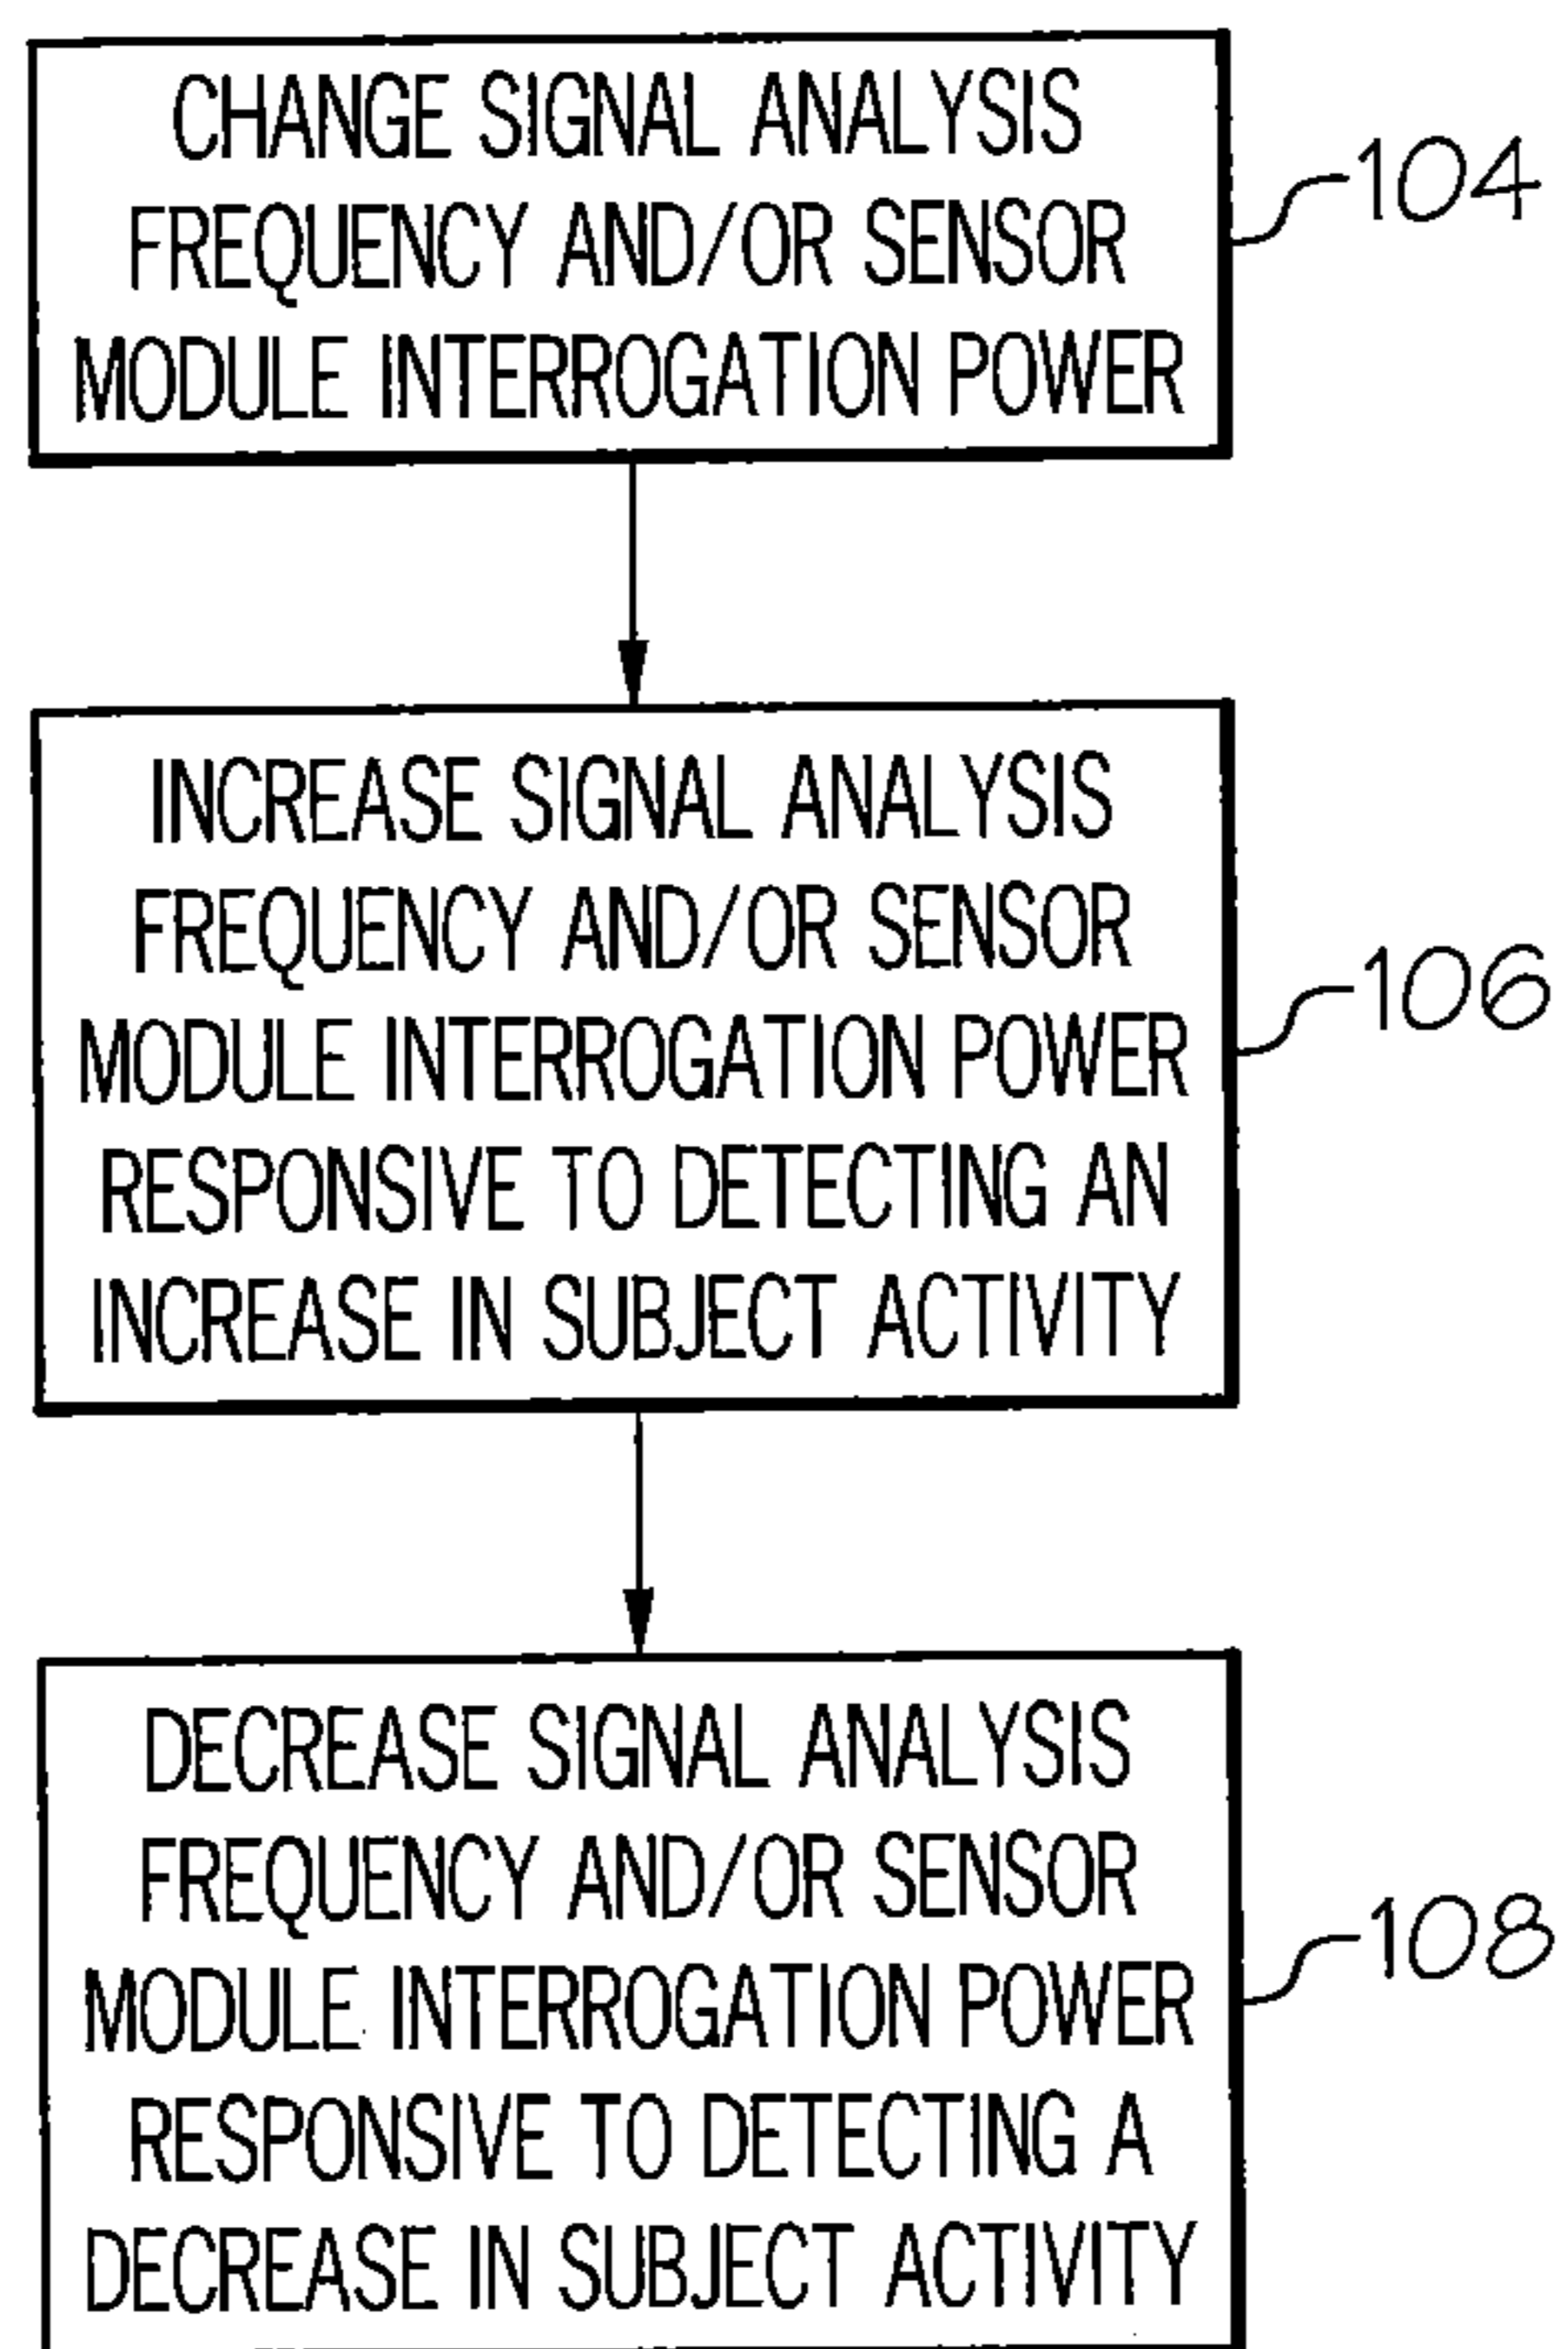 CHANGE SIGNAL ANALYSIS
FREQUENCY AND/OR SENSOR
MODULE INTERROGATION POWER
104
INCREASE SIGNAL ANALYSIS
FREQUENCY AND/OR SENSOR
MODULE INTERROGATION POWER
RESPONSIVE TO DETECTING AN
INCREASE IN SUBJECT ACTIVITY
106
DECREASE SIGNAL ANALYSIS
FREQUENCY AND/OR SENSOR
MODULE INTERROGATION POWER
RESPONSIVE TO DETECTING A
DECREASE IN SUBJECT ACTIVITY
108